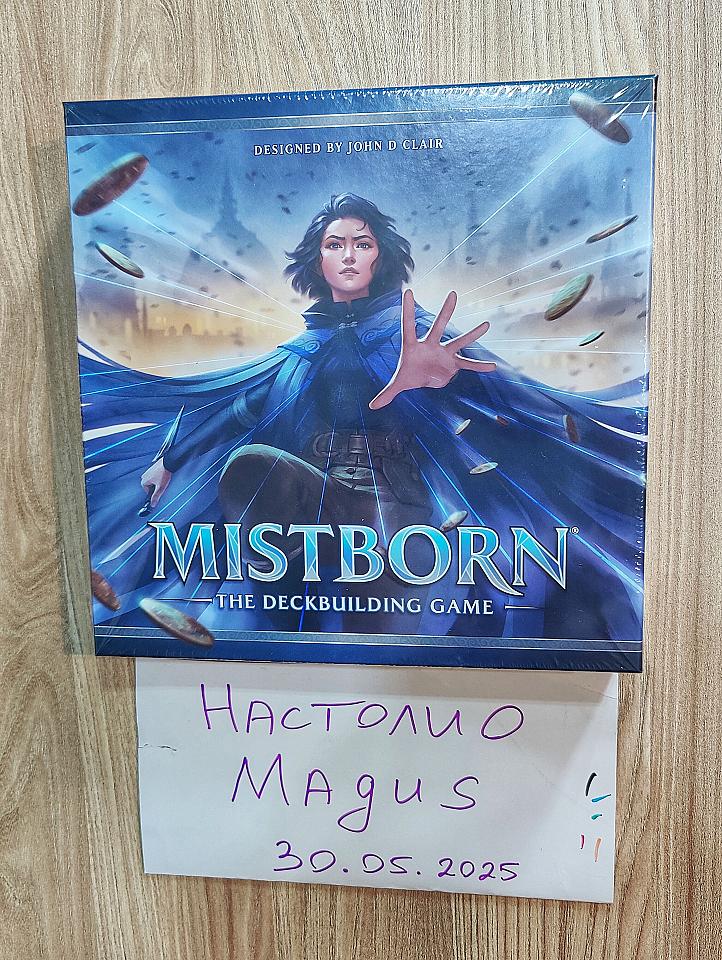 DESIGNED BY JOHN D CLAIR
MISTBORN®
THE DECKBUILDING GAME
НАСТОЛИО
MAgus
30.05.2025